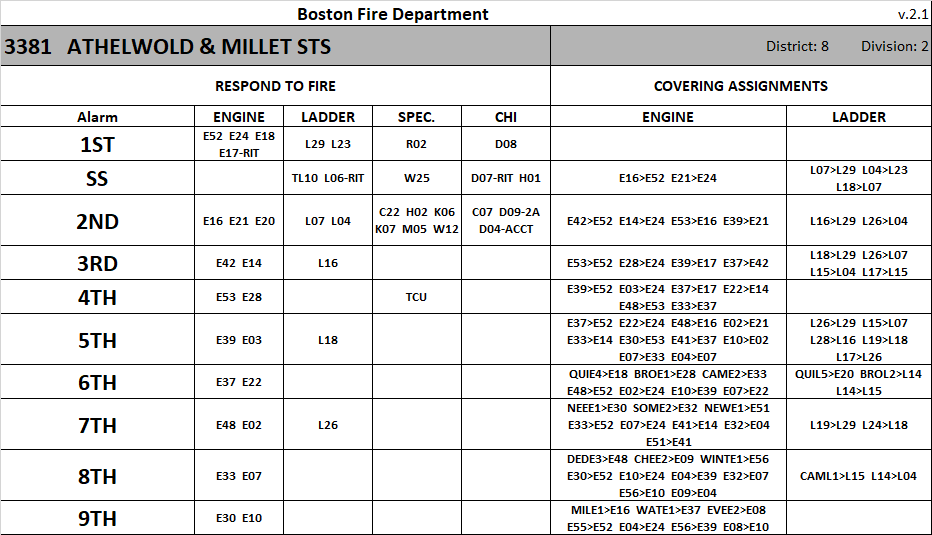 Boston Fire Department v.2.1
3381 ATHELWOLD & MILLET STS District: 8 Division: 2
RESPOND TO FIRE COVERING ASSIGNMENTS
Alarm ENGINE LADDER SPEC. CHI ENGINE LADDER
1ST
E52 E24 E18
E17-RIT
L29 L23
R02
D08
SS
TL10 L06-RIT
W25
D07-RIT H01
E16>E52 E21>E24
L07>L29 L04>L23
L18>L07
2ND
E16 E21 E20
L07 L04
C22 H02 K06
K07 M05 W12
C07 D09-2A
D04-ACCT
E42>E52 E14>E24 E53>E16 E39>E21
L16>L29 L26>L04
3RD
E42 E14
L16
E53>E52 E28>E24 E39>E17 E37>E42
L18>L29 L26>L07
L15>L04 L17>L15
4TH
E53 E28
TCU
E39>E52 E03>E24 E37>E17 E22>E14
E48>E53 E33>E37
5TH
E39 E03
L18
E37>E52 E22>E24 E48>E16 E02>E21
E33>E14 E30>E53 E41>E37 E10>E02
E07>E33 E04>E07
L26>L29 L15>L07
L28>L16 L19>L18
L17>L26
6TH
E37 E22
QUIE4>E18 BROE1>E28 CAME2>E33
E48>E52 E02>E24 E10>E39 E07>E22
QUIL5>E20 BROL2>L14
L14>L15
7TH
E48 E02
L26
NEEE1>E30 SOME2>E32 NEWE1>E51
E33>E52 E07>E24 E41>E14 E32>E04
E51>E41
L19>L29 L24>L18
8TH
E33 E07
DEDE3>E48 CHEE2>E09 WINTE1>E56
E30>E52 E10>E24 E04>E39 E32>E07
E56>E10 E09>E04
CAML1>L15 L14>L04
9TH
E30 E10
MILE1>E16 WATE1>E37 EVEE2>E08
E55>E52 E04>E24 E56>E39 E08>E10